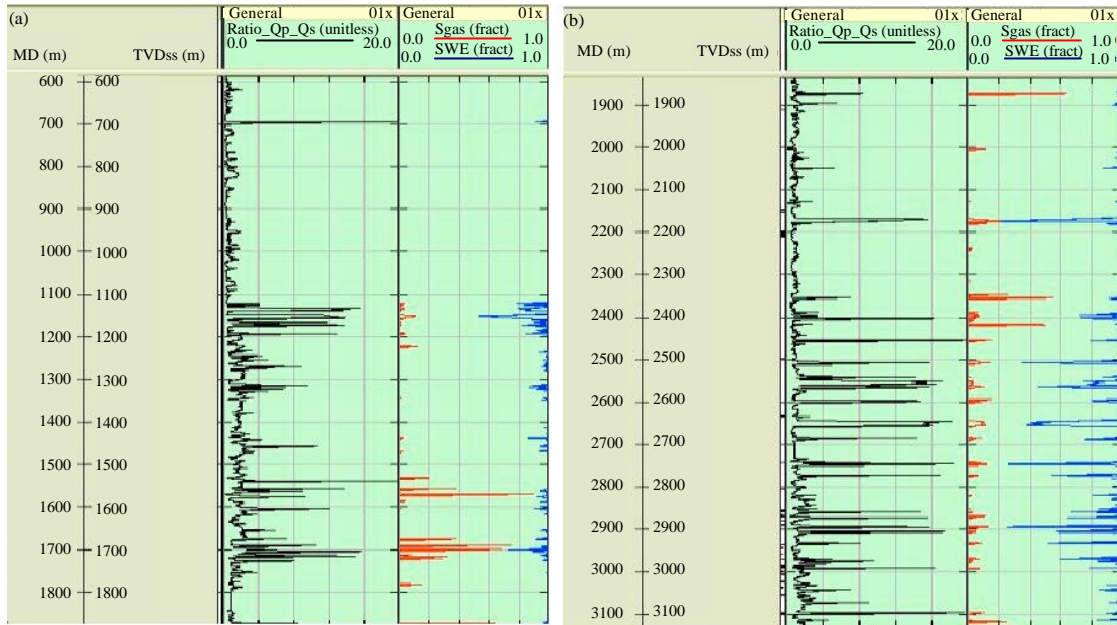 (a)
General 01x
General 01x
Ratio_Qp_Qs (unitless)
0.0 20.0
Sgas (fract)
0.0 1.0
SWE (fract)
0.0 1.0
MD (m) TVDss (m)
600 600
700 700
800 800
900 900
1000 1000
1100 1100
1200 1200
1300 1300
1400 1400
1500 1500
1600 1600
1700 1700
1800 1800
(b)
General 01x
General 01x
Ratio_Qp_Qs (unitless)
0.0 20.0
Sgas (fract)
0.0 1.0
SWE (fract)
0.0 1.0
MD (m) TVDss (m)
1900 1900
2000 2000
2100 2100
2200 2200
2300 2300
2400 2400
2500 2500
2600 2600
2700 2700
2800 2800
2900 2900
3000 3000
3100 3100